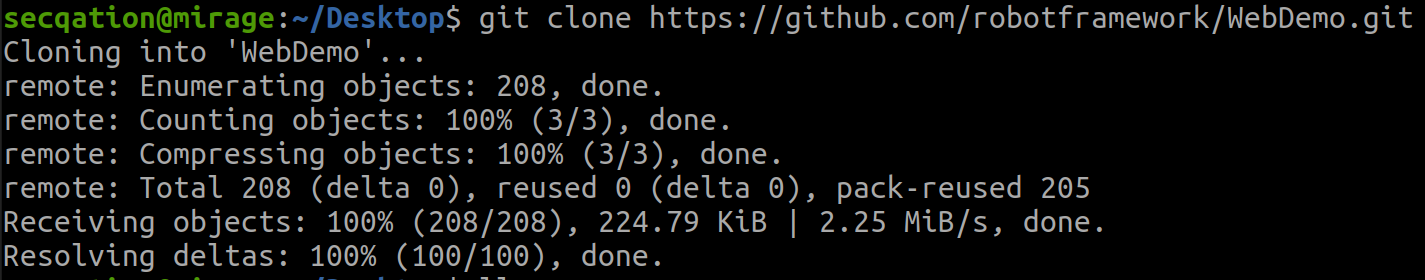 secqation@mirage:~/Desktop$ git clone https://github.com/robotframework/WebDemo.git
Cloning into 'WebDemo'...
remote: Enumerating objects: 208, done.
remote: Counting objects: 100% (3/3), done.
remote: Compressing objects: 100% (3/3), done.
remote: Total 208 (delta 0), reused 0 (delta 0), pack-reused 205
Receiving objects: 100% (208/208), 224.79 KiB | 2.25 MiB/s, done.
Resolving deltas: 100% (100/100), done.